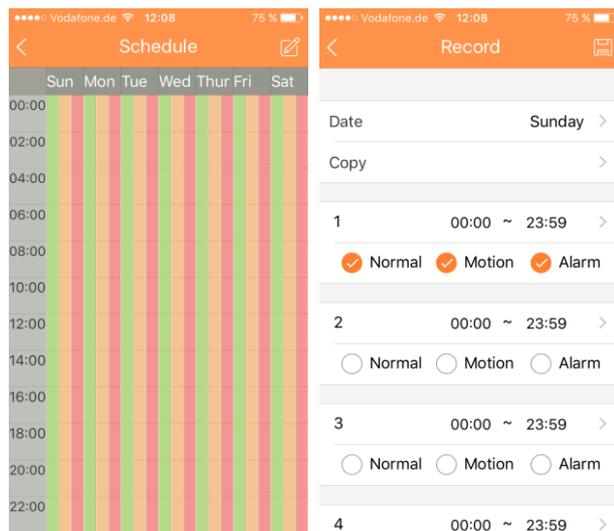 Vodafone.de 12:08 75 %
Schedule
Sun Mon Tue Wed Thur Fri Sat
00:00
02:00
04:00
06:00
08:00
10:00
12:00
14:00
16:00
18:00
20:00
22:00
Vodafone.de 12:08 75 %
Record
Date Sunday
Copy
1 00:00 ~ 23:59
Normal Motion Alarm
2 00:00 ~ 23:59
Normal Motion Alarm
3 00:00 ~ 23:59
Normal Motion Alarm
4 00:00 ~ 23:59